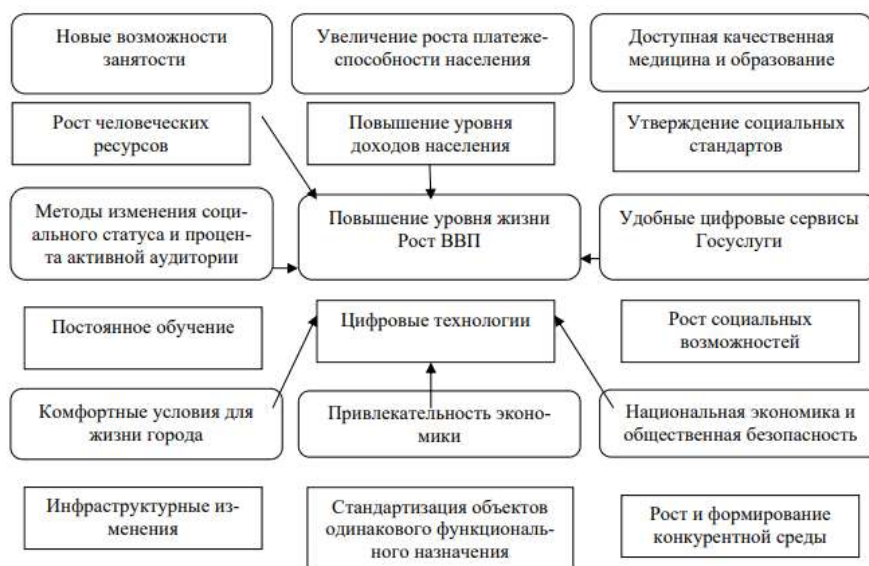 Новые возможности
занятости
Увеличение роста платеже-
способности населения
Доступная качественная
медицина и образование
Рост человеческих
ресурсов
Повышение уровня
доходов населения
Утверждение социальных
стандартов
Методы изменения соци-
ального статуса и процен-
та активной аудитории
Повышение уровня жизни
Рост ВВП
Удобные цифровые сервисы
Госуслуги
Постоянное обучение
Цифровые технологии
Рост социальных
возможностей
Комфортные условия для
жизни города
Привлекательность эконо-
мики
Национальная экономика и
общественная безопасность
Инфраструктурные из-
менения
Стандартизация объектов
одинакового функциональ-
ного назначения
Рост и формирование
конкурентной среды